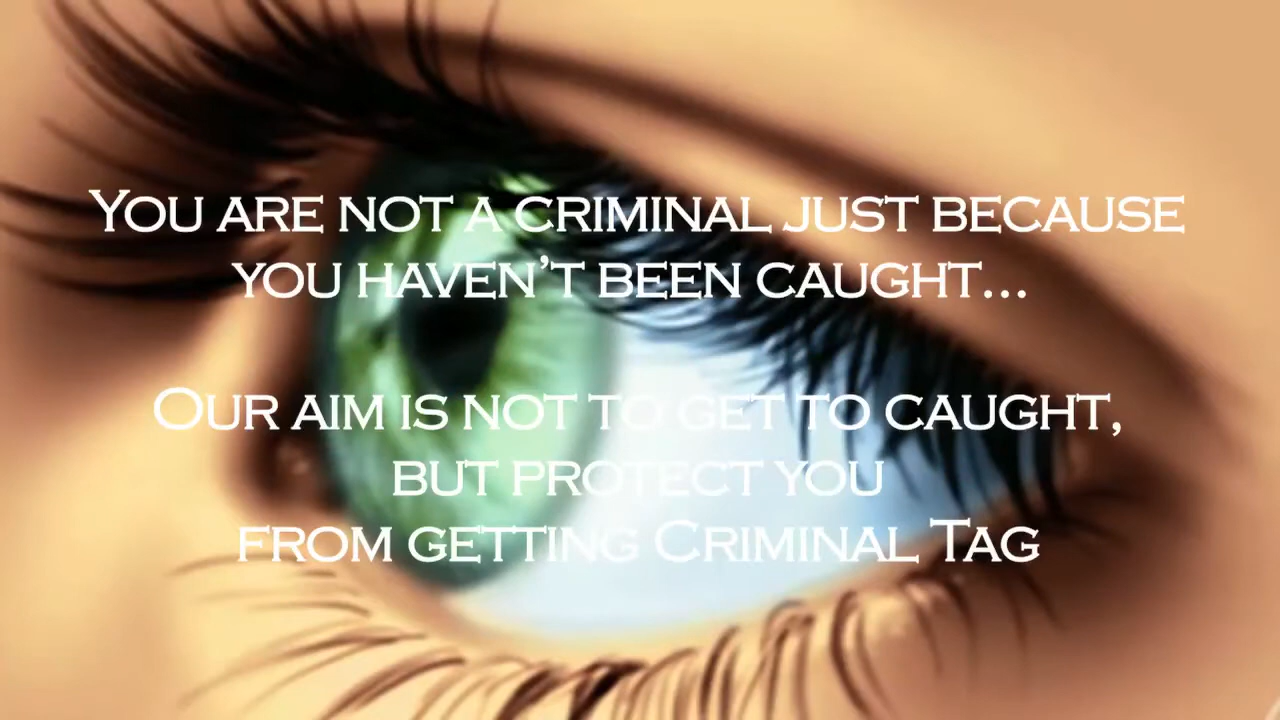 You are not a criminal just because
you haven't been caught...
Our aim is not to get to caught,
but protect you
from getting Criminal Tag